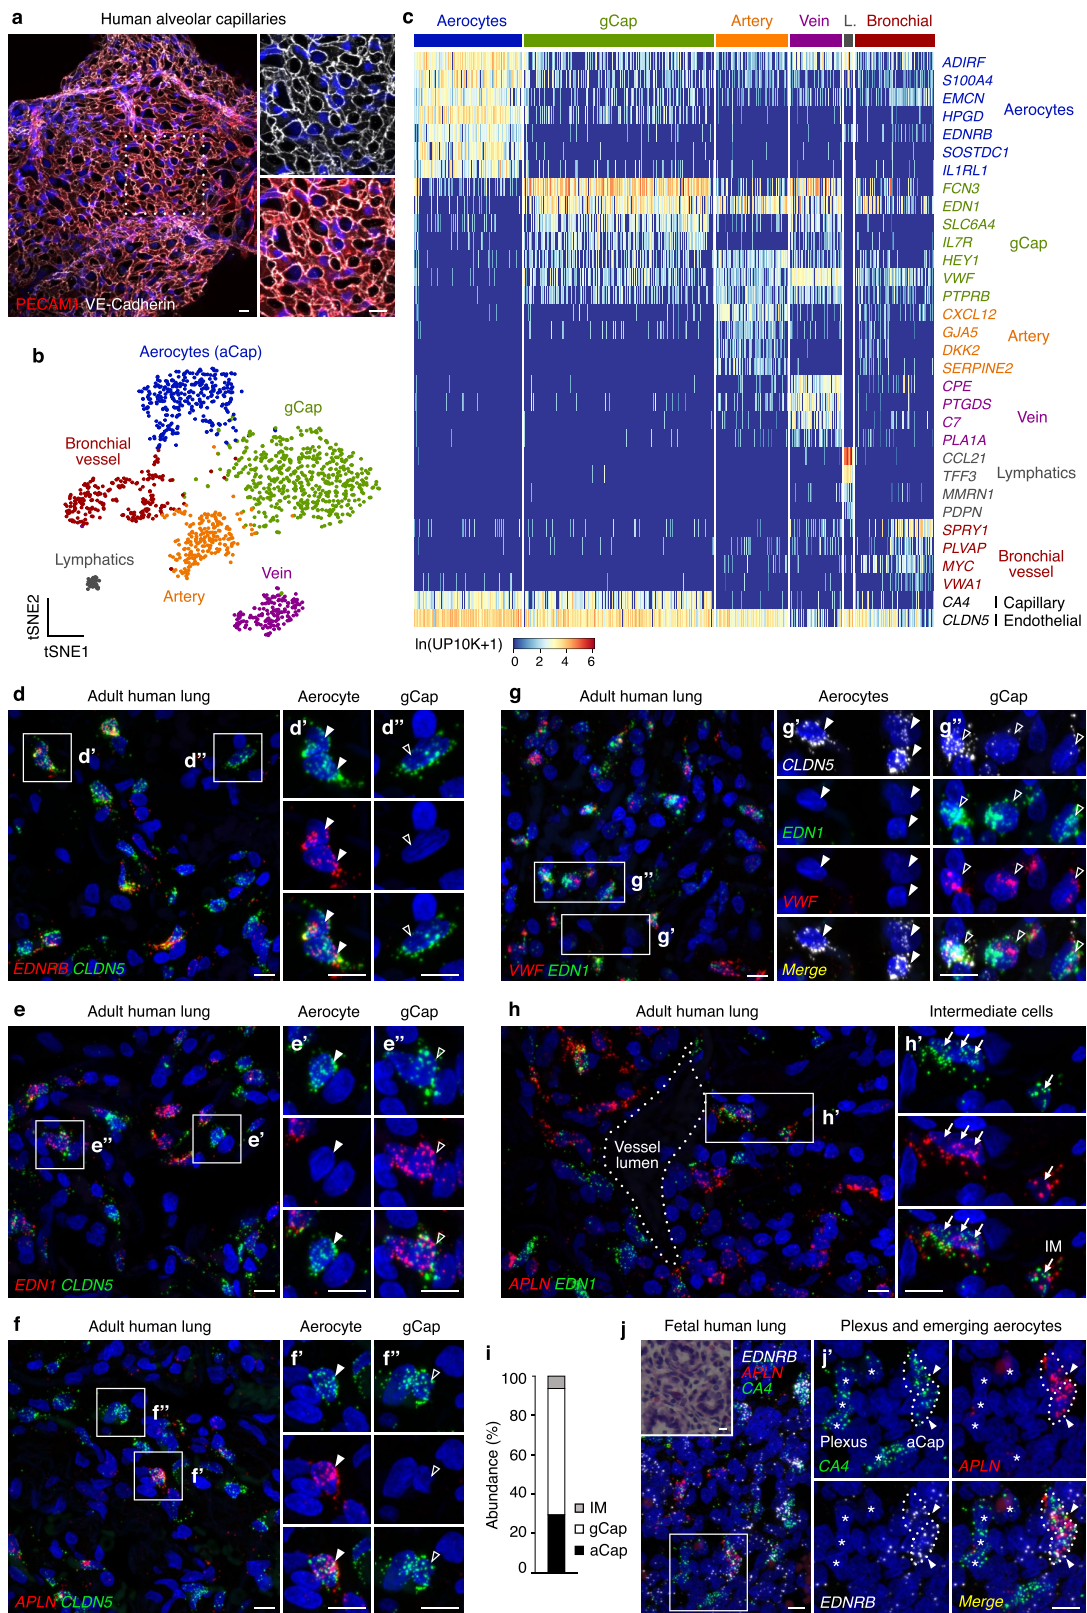 a
Human alveolar capillaries
PECAM1 VE-Cadherin
b
Aerocytes (aCap)
gCap
Bronchial
vessel
Lymphatics
Artery
Vein
tSNE2
tSNE1
c
Aerocytes gCap Artery Vein L. Bronchial
ADIRF
S100A4
EMCN
HPGD
EDNRB
SOSTDC1
IL1RL1
Aerocytes
FCN3
EDN1
SLC6A4
IL7R
HEY1
VWF
PTPRB
gCap
CXCL12
GJA5
DKK2
SERPINE2
Artery
CPE
PTGDS
C7
PLA1A
Vein
CCL21
TFF3
MMRN1
PDPN
Lymphatics
SPRY1
PLVAP
MYC
VWA1
Bronchial
vessel
CA4 Capillary
CLDN5 Endothelial
ln(UP10K+1)
0 2 4 6
d
Adult human lung
Aerocyte
gCap
d'
d''
d'
d''
EDNRB CLDN5
e
Adult human lung
Aerocyte
gCap
e''
e'
e'
e''
EDN1 CLDN5
f
Adult human lung
Aerocyte
gCap
f''
f'
f'
f''
APLN CLDN5
g
Adult human lung
Aerocytes
gCap
g''
g'
VWF EDN1
g'
g''
CLDN5
EDN1
VWF
Merge
h
Adult human lung
Intermediate cells
Vessel
lumen
h'
h'
IM
APLN EDN1
i
Abundance (%)
100
80
60
40
20
0
IM
gCap
aCap
j
Fetal human lung
Plexus and emerging aerocytes
EDNRB
APLN
CA4
j'
* * * * *
Plexus
aCap
CA4
* * * * *
APLN
* * * * *
EDNRB
* * * * *
Merge